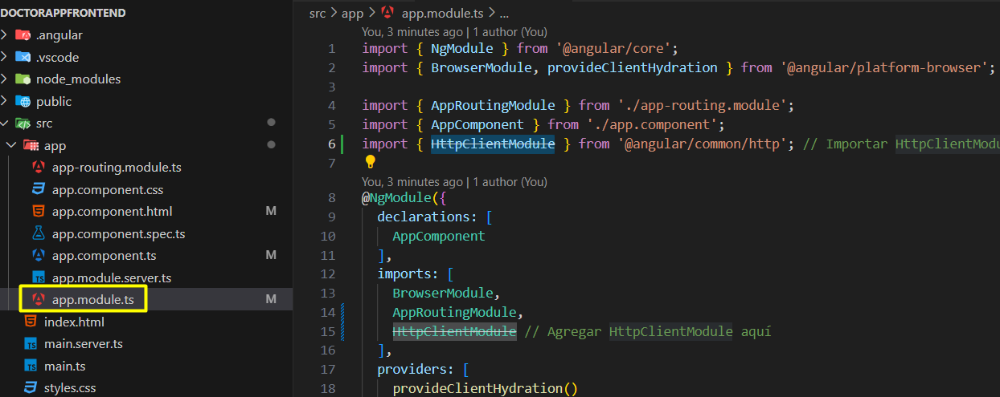 DOCTORAPPFRONTEND
.angular
.vscode
node_modules
public
src
app
app-routing.module.ts
app.component.css
app.component.html M
app.component.spec.ts
app.component.ts M
TS app.module.server.ts
app.module.ts M
index.html
TS main.server.ts
TS main.ts
styles.css
src > app > app.module.ts > ...
You, 3 minutes ago | 1 author (You)
1 import { NgModule } from '@angular/core';
2 import { BrowserModule, provideClientHydration } from '@angular/platform-browser';
3
4 import { AppRoutingModule } from './app-routing.module';
5 import { AppComponent } from './app.component';
6 import { HttpClientModule } from '@angular/common/http'; // Importar HttpClientModu
7
You, 3 minutes ago | 1 author (You)
8 @NgModule({
9 declarations: [
10 AppComponent
11 ],
12 imports: [
13 BrowserModule,
14 AppRoutingModule,
15 HttpClientModule // Agregar HttpClientModule aquí
16 ],
17 providers: [
18 provideClientHydration()